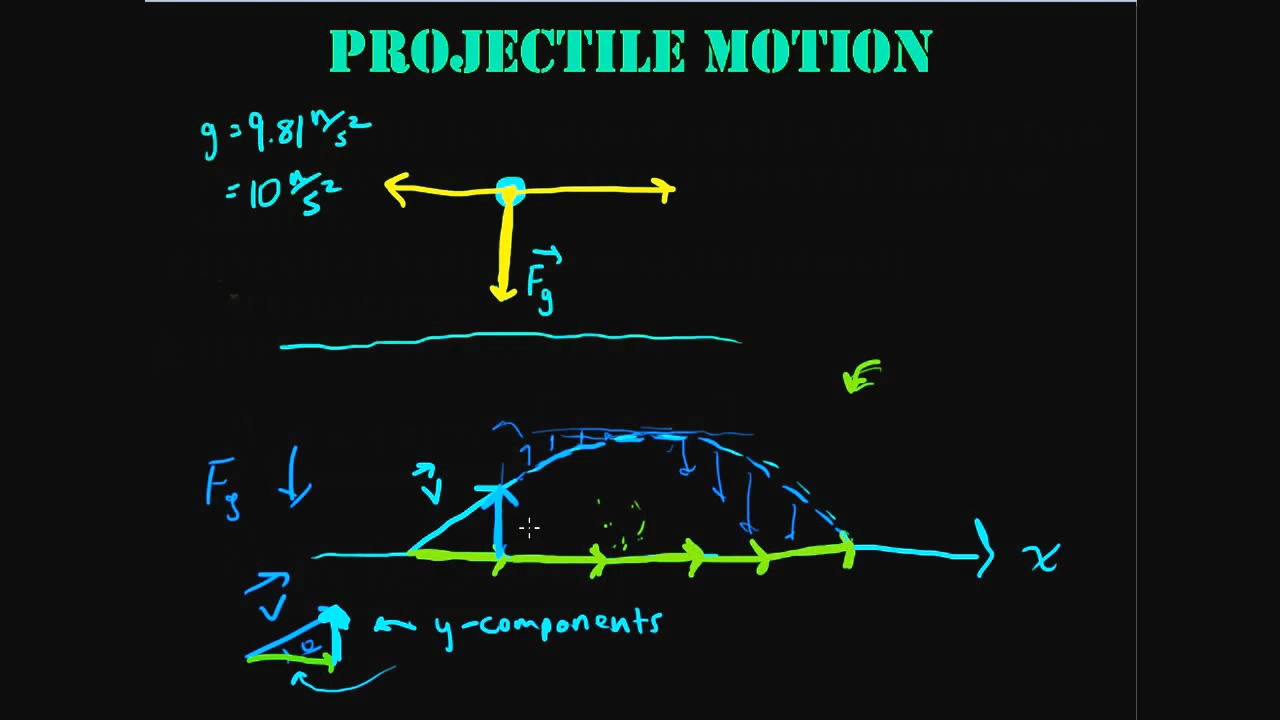 PROJECTILE MOTION
g = 9.81 m/s²
= 10 m/s²
F⃗g
Fg ↓
v⃗
x
v⃗
θ
← y-components